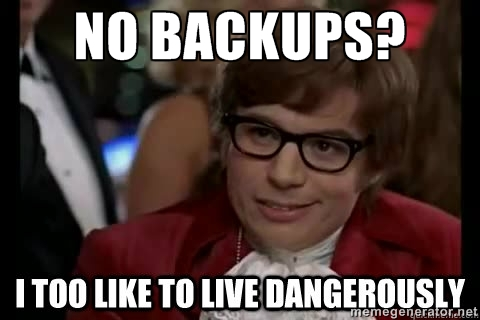 NO BACKUPS?
I TOO LIKE TO LIVE DANGEROUSLY
memegenerator.net